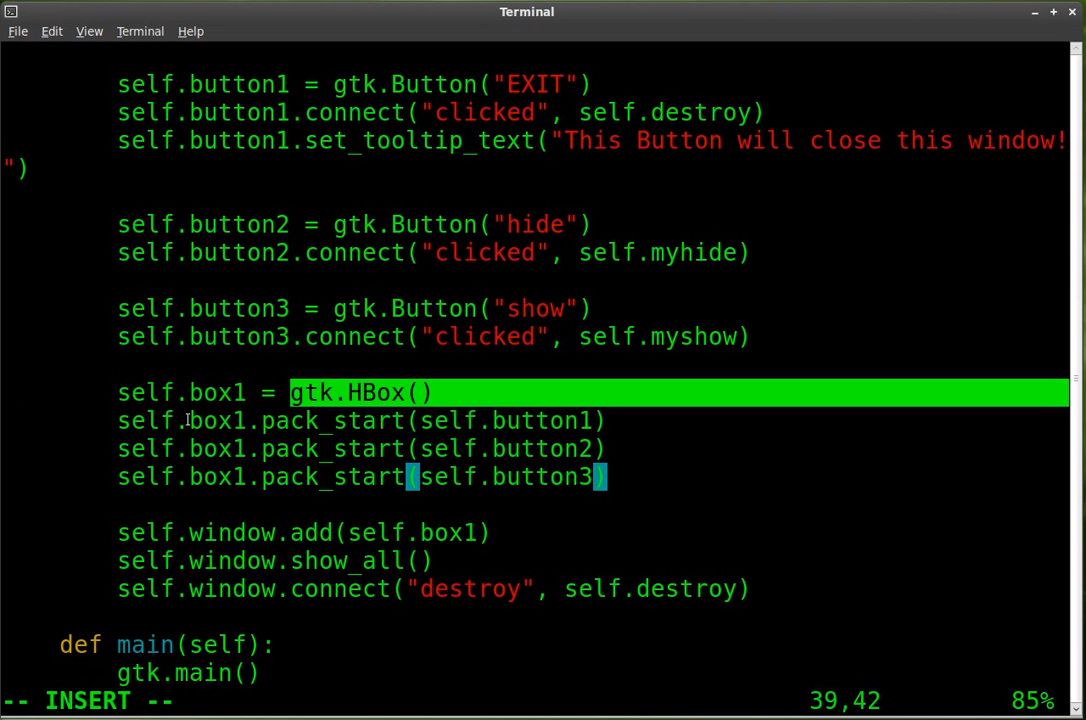 Terminal
File Edit View Terminal Help
self.button1 = gtk.Button("EXIT")
self.button1.connect("clicked", self.destroy)
self.button1.set_tooltip_text("This Button will close this window!
")
self.button2 = gtk.Button("hide")
self.button2.connect("clicked", self.myhide)
self.button3 = gtk.Button("show")
self.button3.connect("clicked", self.myshow)
self.box1 = gtk.HBox()
self.box1.pack_start(self.button1)
self.box1.pack_start(self.button2)
self.box1.pack_start(self.button3)
self.window.add(self.box1)
self.window.show_all()
self.window.connect("destroy", self.destroy)
def main(self):
gtk.main()
-- INSERT -- 39,42 85%